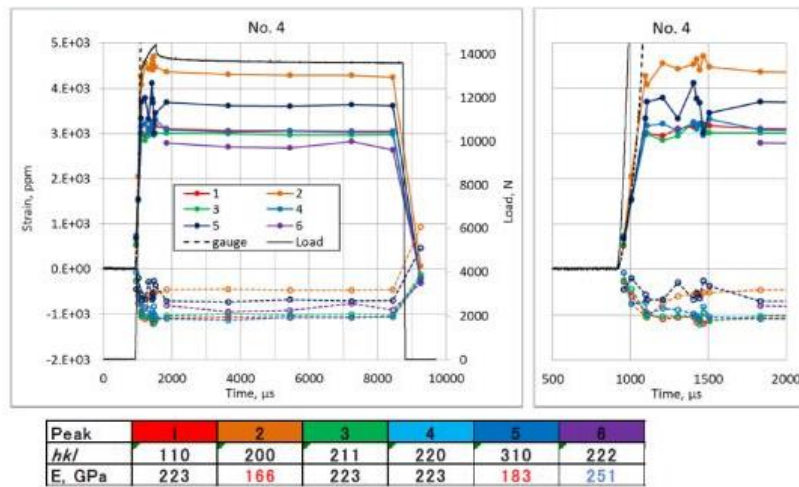 No. 4
5.E+03
4.E+03
3.E+03
2.E+03
1.E+03
0.E+00
-1.E+03
-2.E+03
Strain, ppm
14000
12000
10000
8000
6000
4000
2000
0
Load, N
1 2
3 4
5 6
gauge Load
0 2000 4000 6000 8000 10000
Time, µs
No. 4
500 1000 1500 2000
Time, µs
Peak 1 2 3 4 5 6
hkl 110 200 211 220 310 222
E, GPa 223 166 223 223 183 251